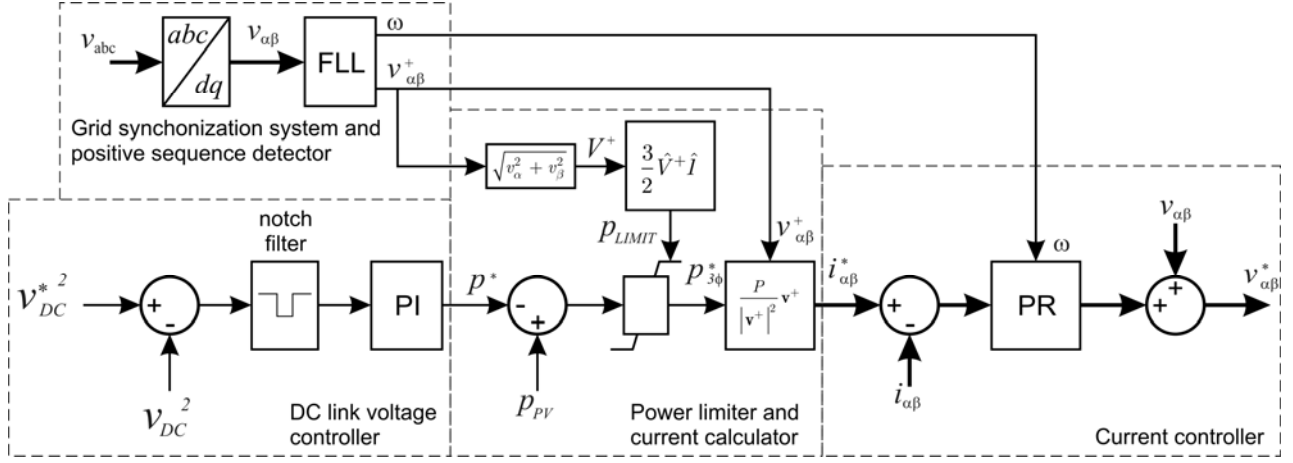 v_abc
abc
dq
v_αβ
FLL
ω
v⁺_αβ
Grid synchonization system and
positive sequence detector
√(v²_α + v²_β)
V⁺
3/2 V̂⁺Î
p_LIMIT
v⁺_αβ
notch
filter
v*_DC²
+
-
v_DC²
PI
p*
-
+
p_PV
p*_3ϕ
P/|v⁺|² v⁺
i*_αβ
+
-
i_αβ
ω
PR
v_αβ
+
+
v*_αβ
DC link voltage
controller
Power limiter and
current calculator
Current controller